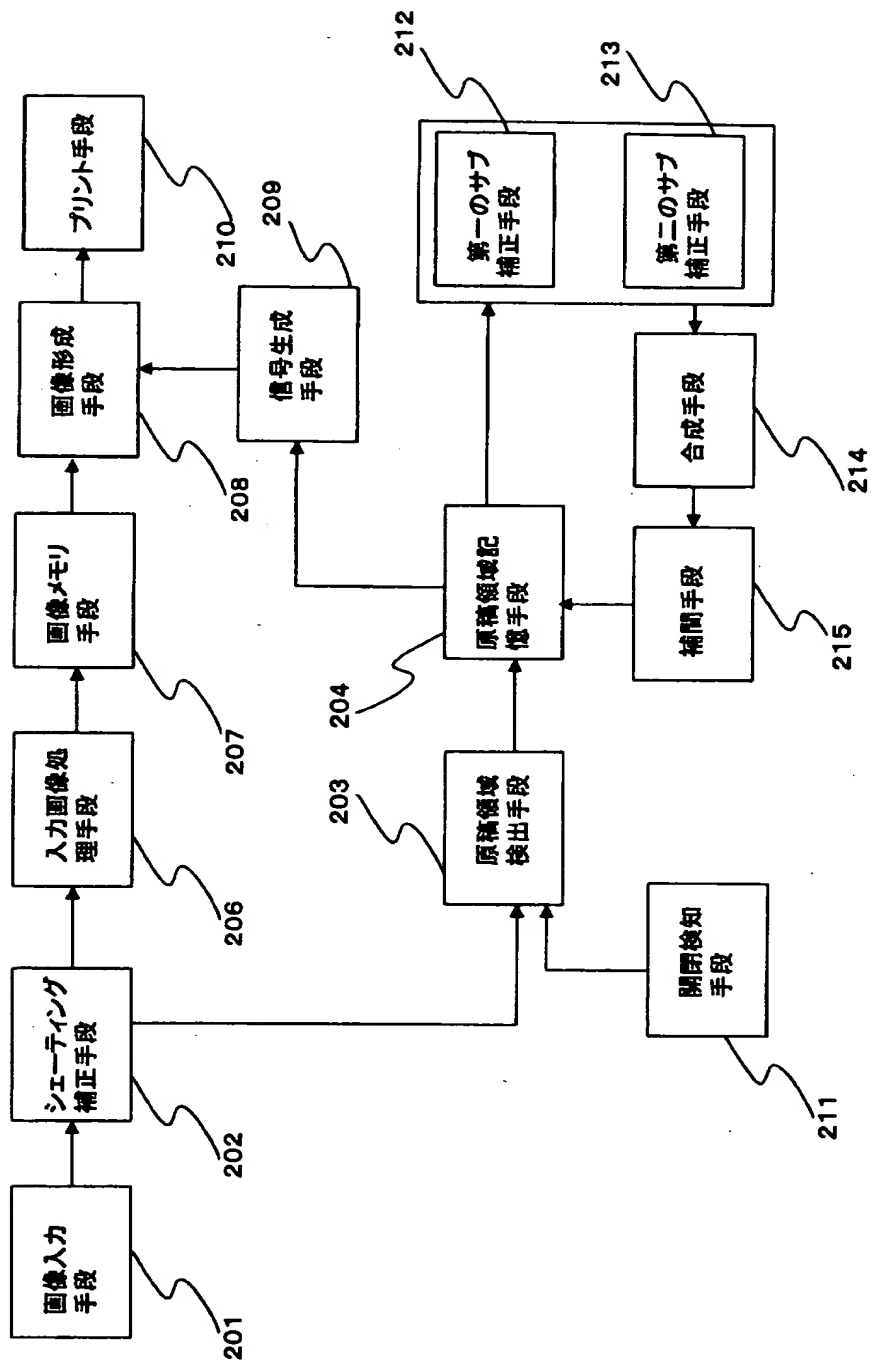 画像入力
手段
201
シェーティング
補正手段
202
入力画像処
理手段
206
画像メモリ
手段
207
画像形成
手段
208
プリント手段
210
信号生成
手段
209
原稿領域
検出手段
203
原稿領域記
憶手段
204
開閉検知
手段
211
第一のサブ
補正手段
212
第二のサブ
補正手段
213
合成手段
214
補間手段
215